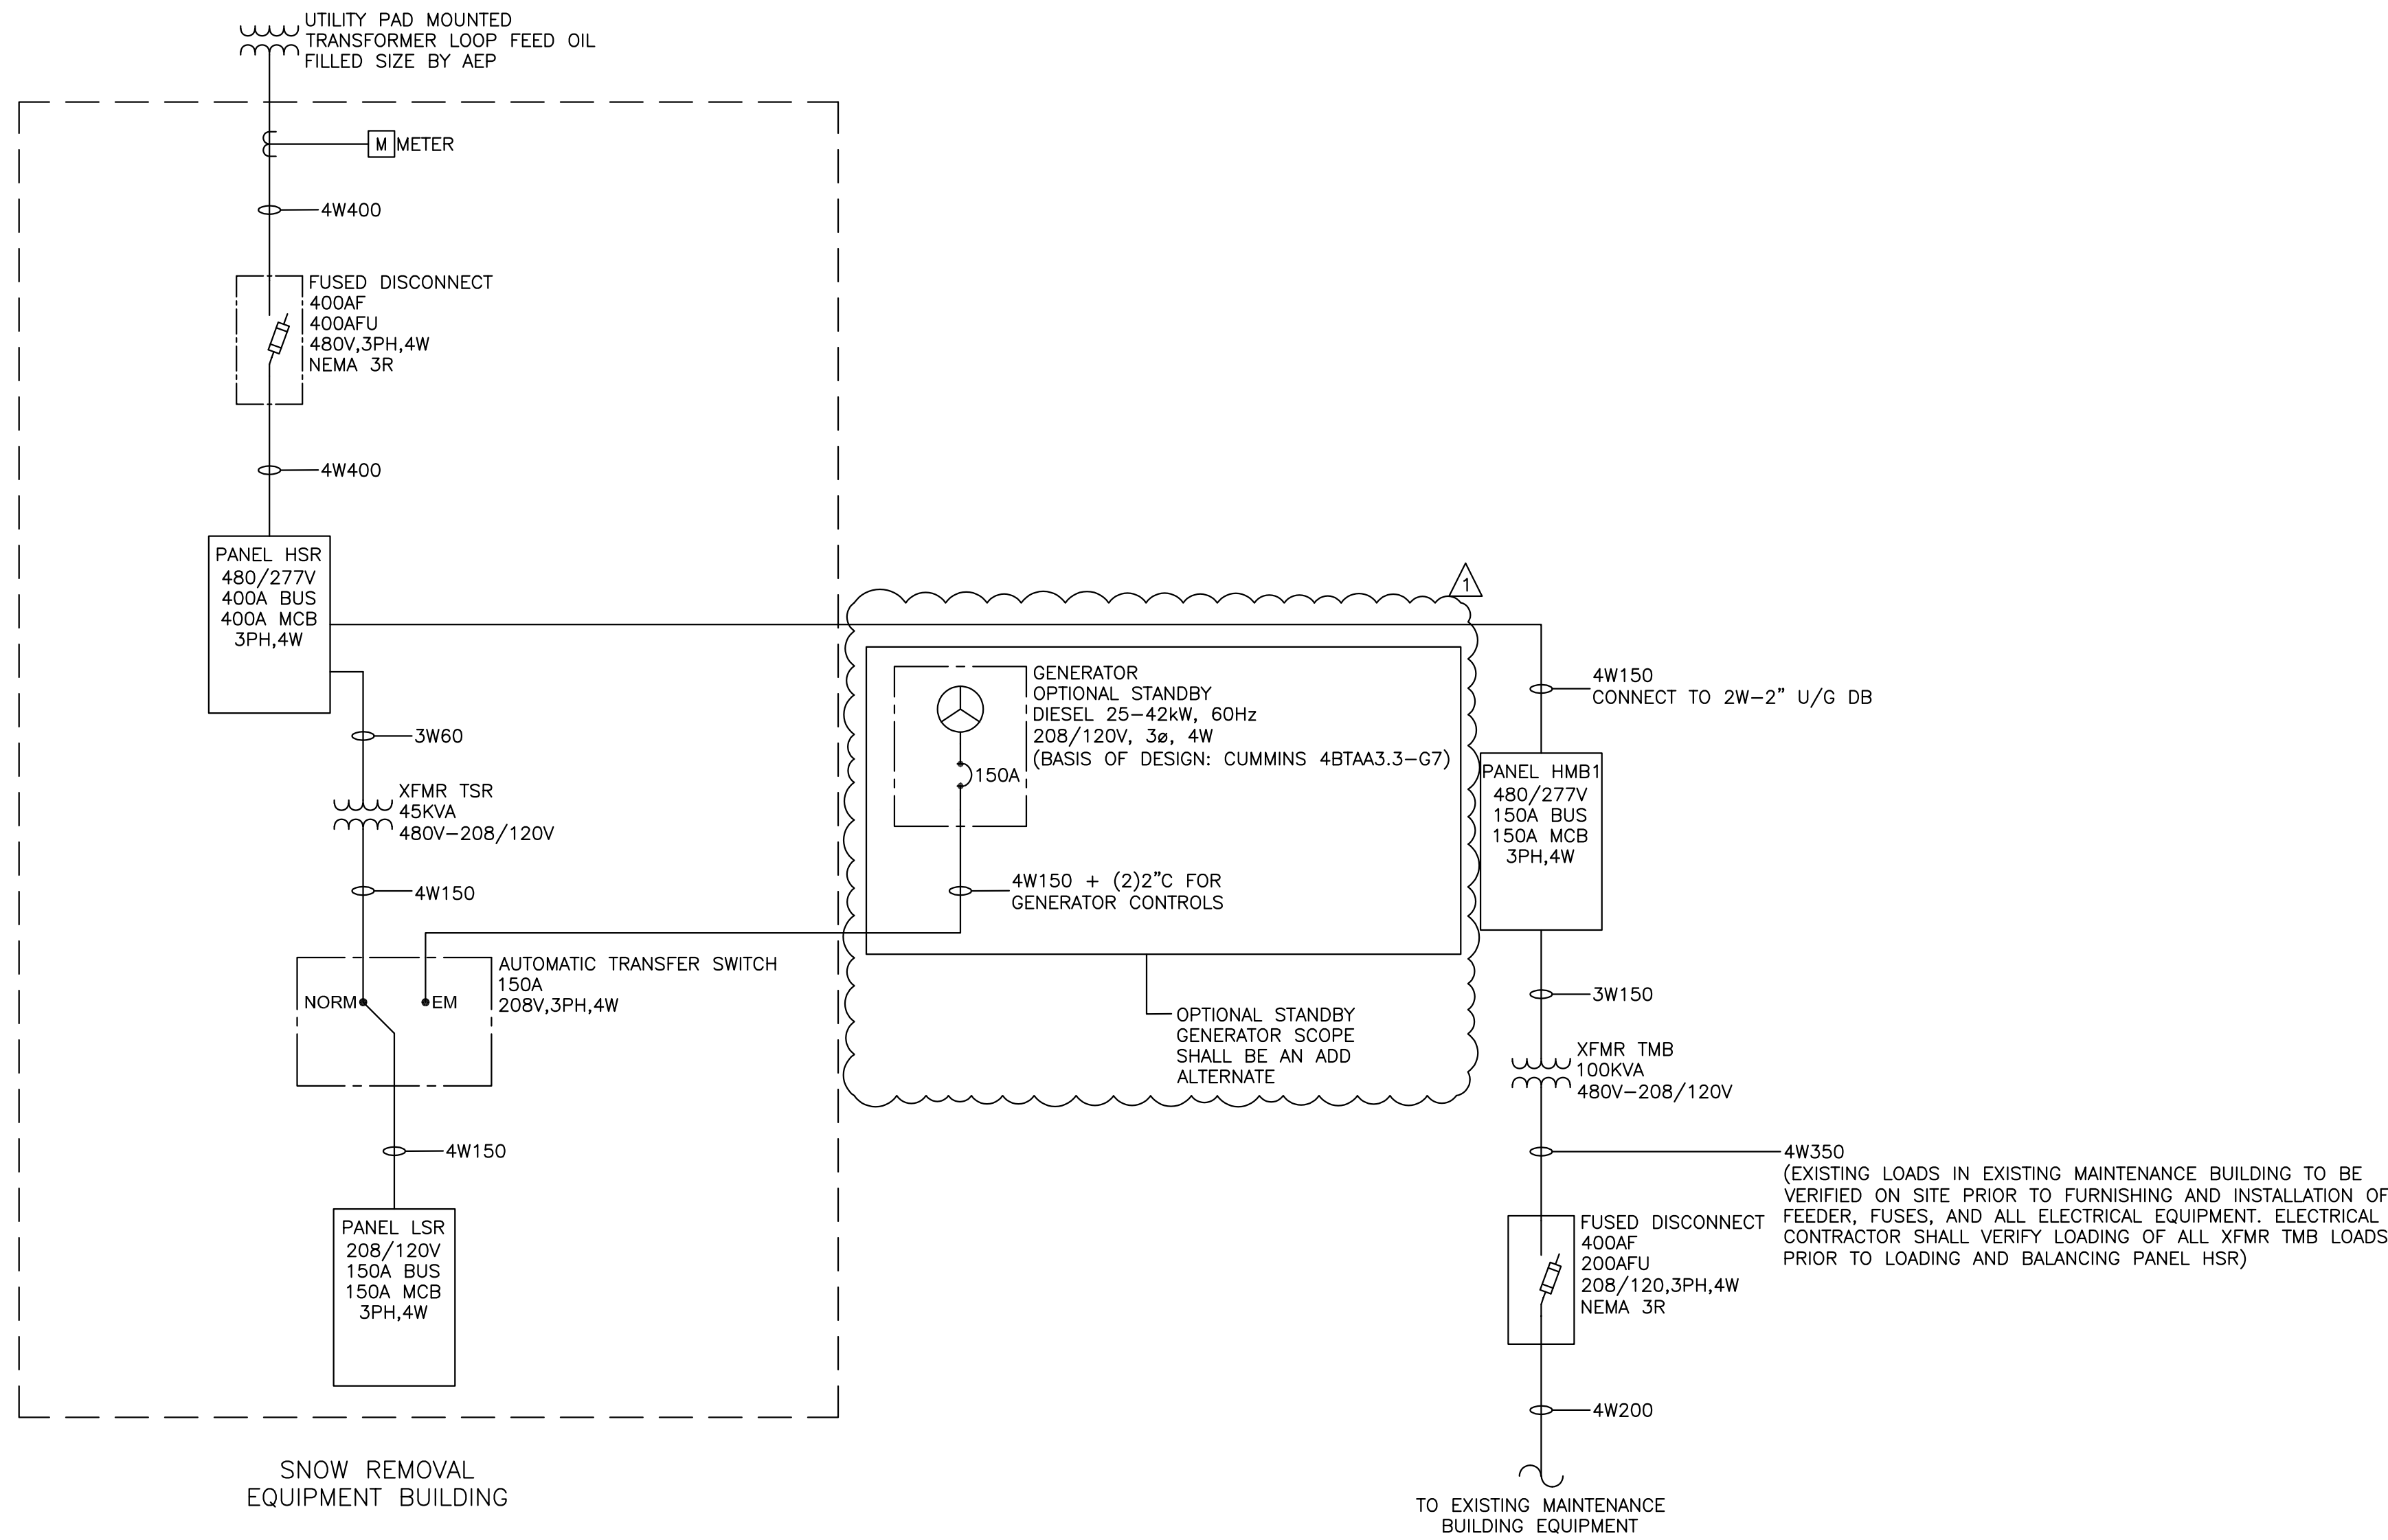 UTILITY PAD MOUNTED
TRANSFORMER LOOP FEED OIL
FILLED SIZE BY AEP
M METER
4W400
FUSED DISCONNECT
400AF
400AFU
480V,3PH,4W
NEMA 3R
4W400
PANEL HSR
480/277V
400A BUS
400A MCB
3PH,4W
3W60
XFMR TSR
45KVA
480V-208/120V
4W150
NORM
EM
AUTOMATIC TRANSFER SWITCH
150A
208V,3PH,4W
4W150
PANEL LSR
208/120V
150A BUS
150A MCB
3PH,4W
SNOW REMOVAL
EQUIPMENT BUILDING
1
GENERATOR
OPTIONAL STANDBY
DIESEL 25-42kW, 60Hz
208/120V, 3ø, 4W
(BASIS OF DESIGN: CUMMINS 4BTAA3.3-G7)
150A
4W150 + (2)2"C FOR
GENERATOR CONTROLS
OPTIONAL STANDBY
GENERATOR SCOPE
SHALL BE AN ADD
ALTERNATE
4W150
CONNECT TO 2W-2" U/G DB
PANEL HMB1
480/277V
150A BUS
150A MCB
3PH,4W
3W150
XFMR TMB
100KVA
480V-208/120V
4W350
(EXISTING LOADS IN EXISTING MAINTENANCE BUILDING TO BE
VERIFIED ON SITE PRIOR TO FURNISHING AND INSTALLATION OF
FEEDER, FUSES, AND ALL ELECTRICAL EQUIPMENT. ELECTRICAL
CONTRACTOR SHALL VERIFY LOADING OF ALL XFMR TMB LOADS
PRIOR TO LOADING AND BALANCING PANEL HSR)
FUSED DISCONNECT
400AF
200AFU
208/120,3PH,4W
NEMA 3R
4W200
TO EXISTING MAINTENANCE
BUILDING EQUIPMENT